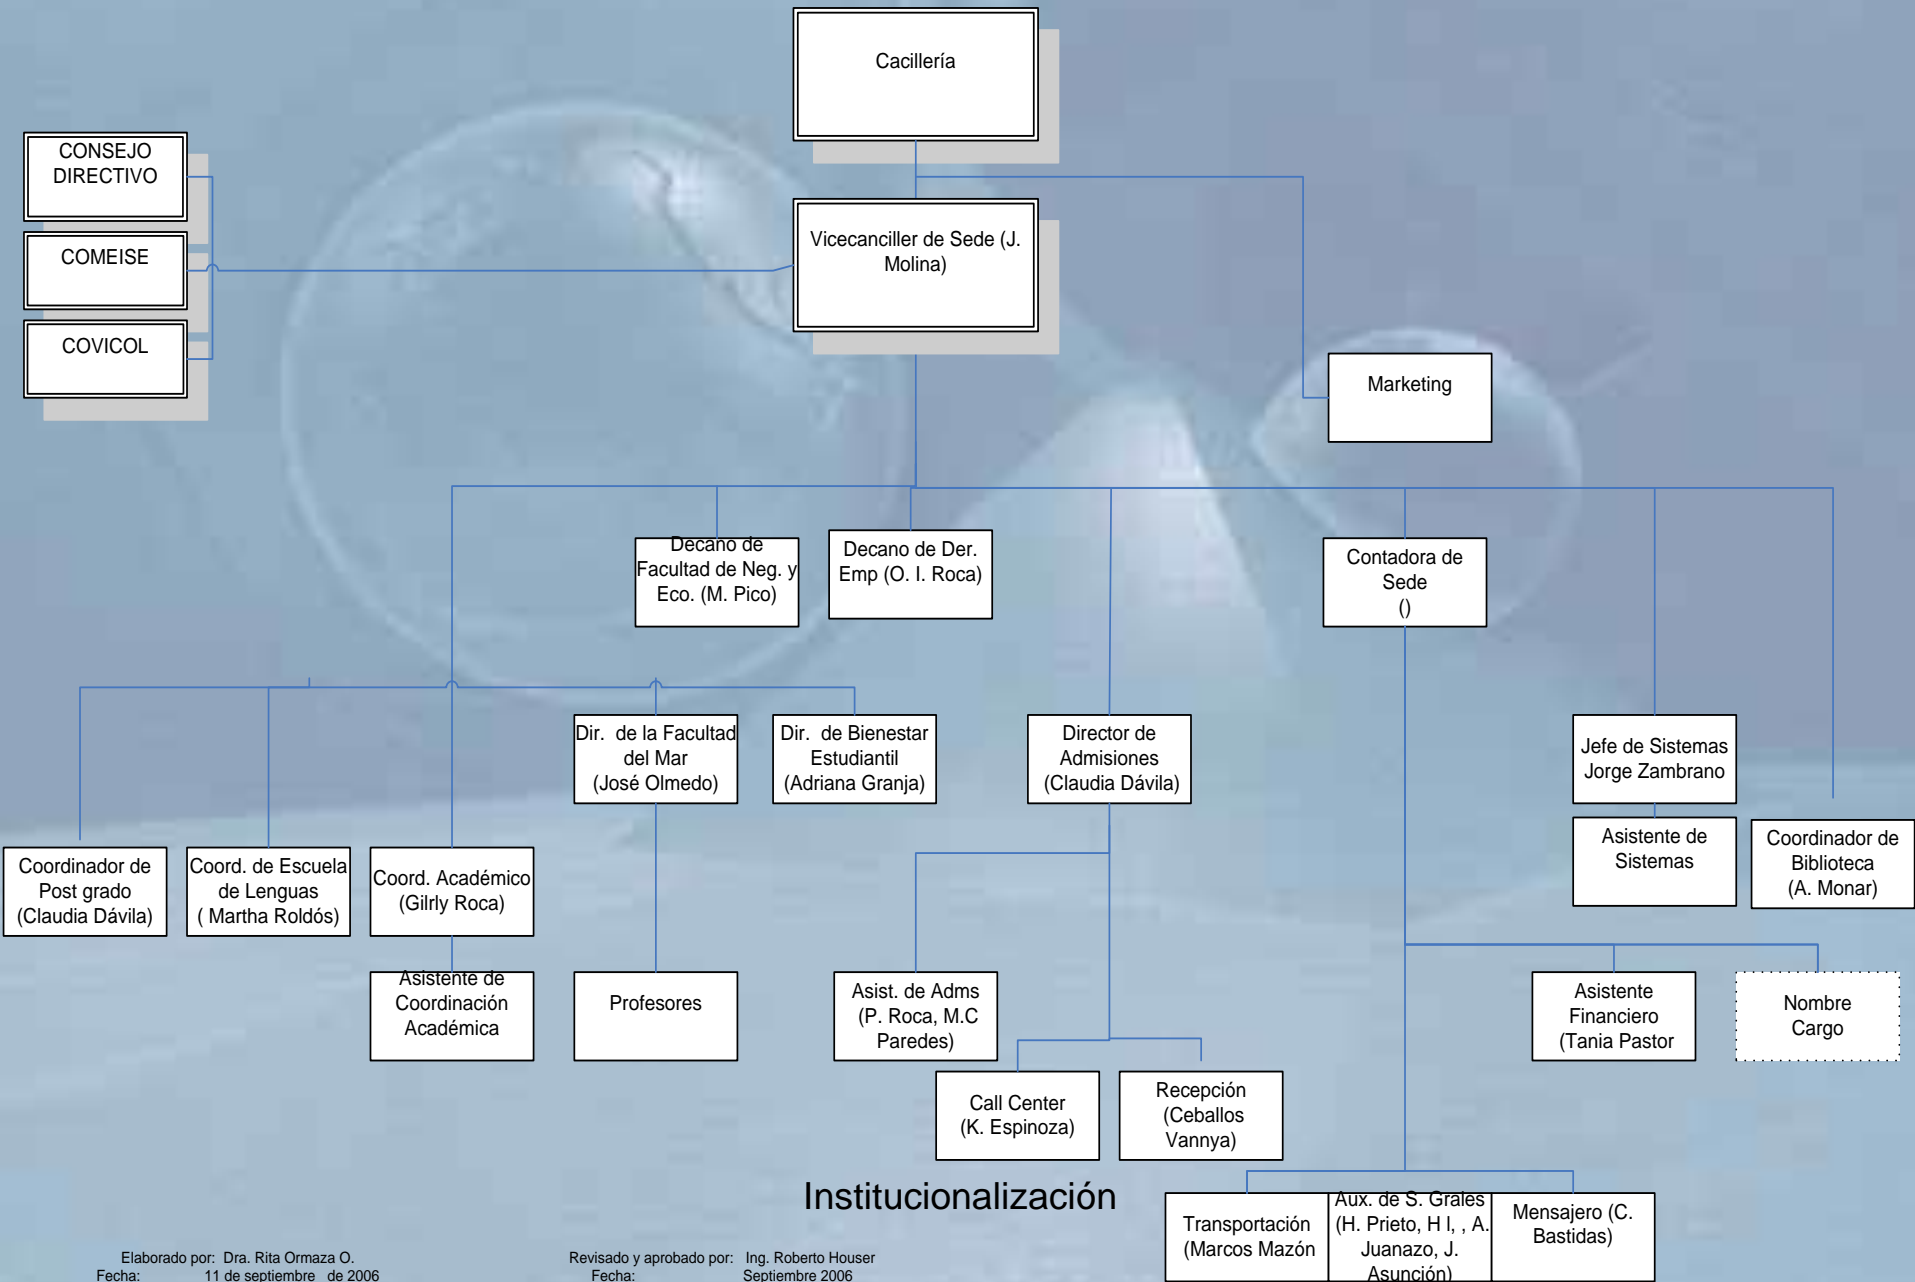 Cacillería
CONSEJO
DIRECTIVO
COMEISE
COVICOL
Vicecanciller de Sede (J.
Molina)
Marketing
Decano de
Facultad de Neg. y
Eco. (M. Pico)
Decano de Der.
Emp (O. I. Roca)
Contadora de
Sede
()
Dir.  de la Facultad
del Mar
(José Olmedo)
Dir.  de Bienestar
Estudiantil
(Adriana Granja)
Director de
Admisiones
(Claudia Dávila)
Jefe de Sistemas
Jorge Zambrano
Asistente de
Sistemas
Coordinador de
Biblioteca
(A. Monar)
Coordinador de
Post grado
(Claudia Dávila)
Coord. de Escuela
de Lenguas
( Martha Roldós)
Coord. Académico
(Gilrly Roca)
Asistente de
Coordinación
Académica
Profesores
Asist. de Adms
(P. Roca, M.C
Paredes)
Asistente
Financiero
(Tania Pastor
Nombre
Cargo
Call Center
(K. Espinoza)
Recepción
(Ceballos
Vannya)
Institucionalización
Transportación
(Marcos Mazón
Aux. de S. Grales
(H. Prieto, H I, , A.
Juanazo, J.
Asunción)
Mensajero (C.
Bastidas)
Elaborado por:  Dra. Rita Ormaza O.
Fecha:  11 de septiembre  de 2006
Revisado y aprobado por:  Ing. Roberto Houser
Fecha:  Septiembre 2006